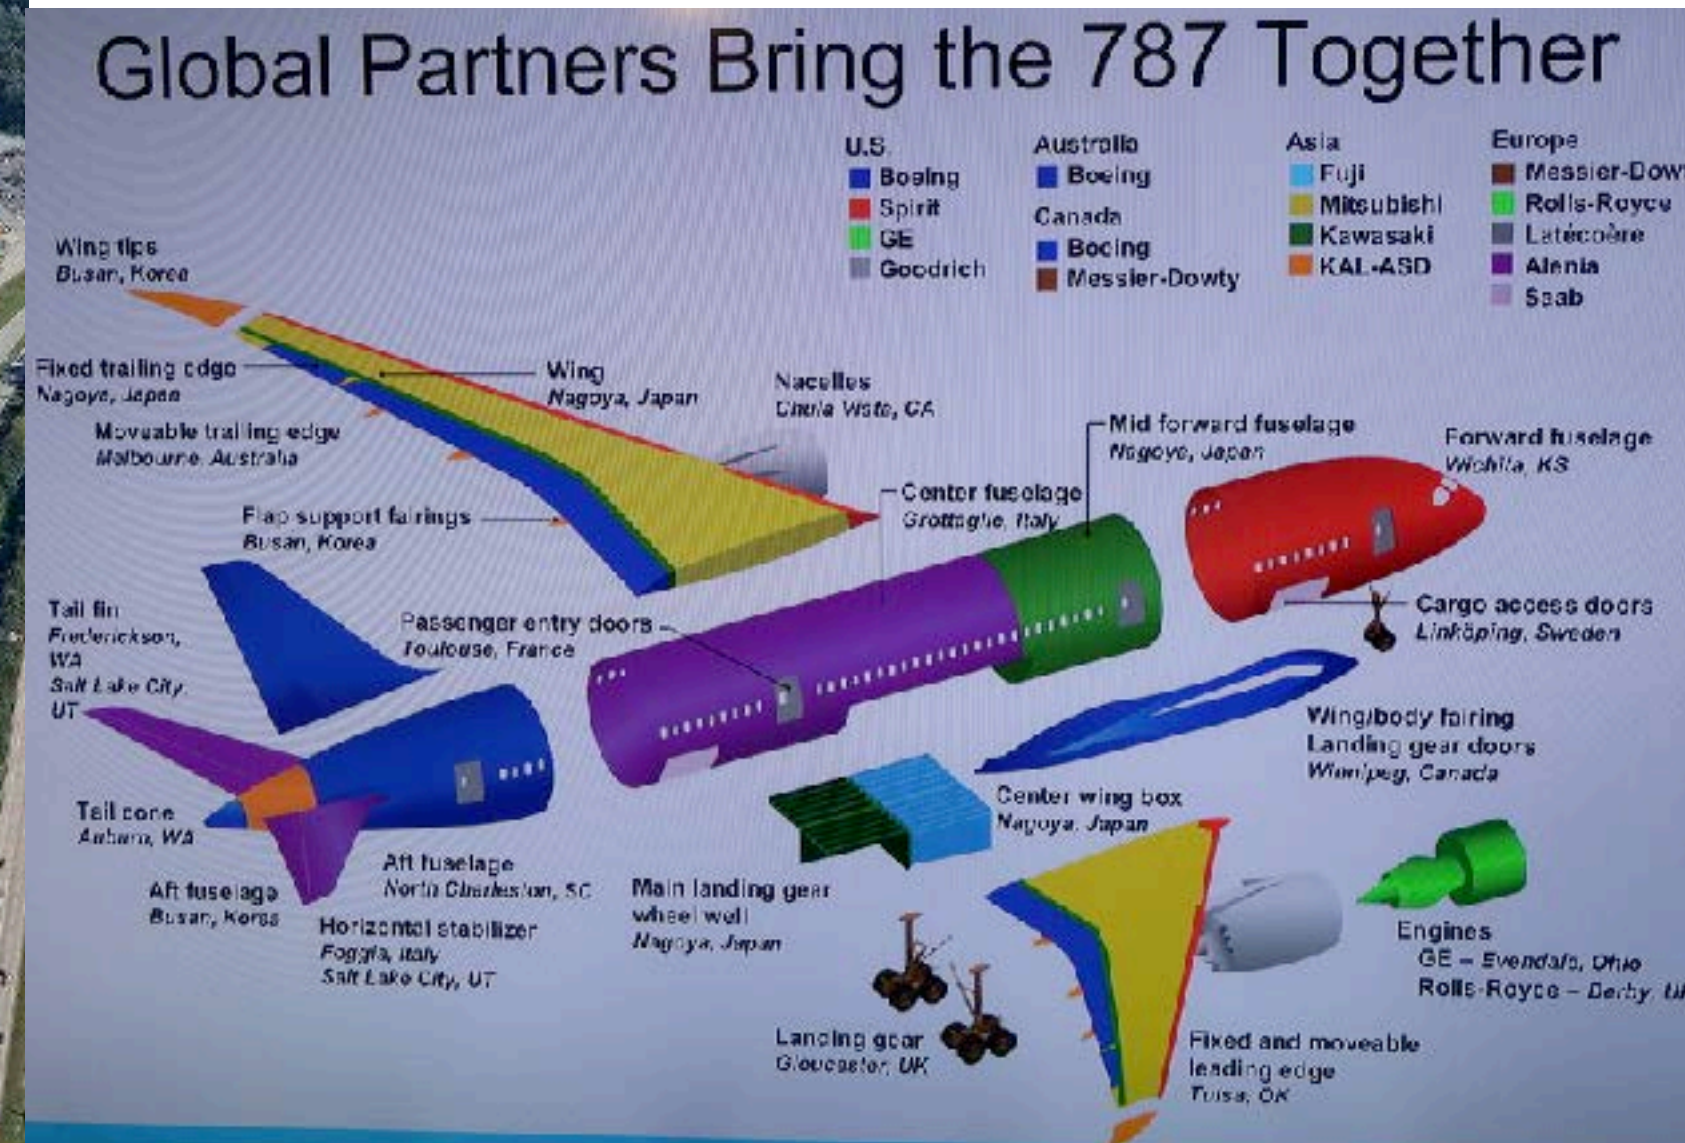 Global Partners Bring the 787 Together
U.S.
Boeing
Spirit
GE
Goodrich
Australia
Boeing
Canada
Boeing
Messier-Dowty
Asia
Fuji
Mitsubishi
Kawasaki
KAL-ASD
Europe
Messier-Dow
Rolls-Royce
Latécoère
Alenia
Saab
Wing tips
Busan, Korea
Fixed trailing edge
Nagoya, Japan
Moveable trailing edge
Melbourne, Australia
Wing
Nagoya, Japan
Nacelles
Chula Vista, CA
Mid forward fuselage
Nagoya, Japan
Forward fuselage
Wichita, KS
Center fuselage
Grottaglie, Italy
Flap support fairings
Busan, Korea
Tail fin
Frederickson,
WA
Salt Lake City,
UT
Passenger entry doors
Toulouse, France
Cargo access doors
Linköping, Sweden
Wing/body fairing
Landing gear doors
Winnipeg, Canada
Center wing box
Nagoya, Japan
Tail cone
Auburn, WA
Aft fuselage
North Charleston, SC
Aft fuselage
Busan, Korea
Horizontal stabilizer
Foggia, Italy
Salt Lake City, UT
Main landing gear
wheel well
Nagoya, Japan
Engines
GE – Evendale, Ohio
Rolls-Royce – Derby, UK
Landing gear
Gloucester, UK
Fixed and moveable
leading edge
Tulsa, OK